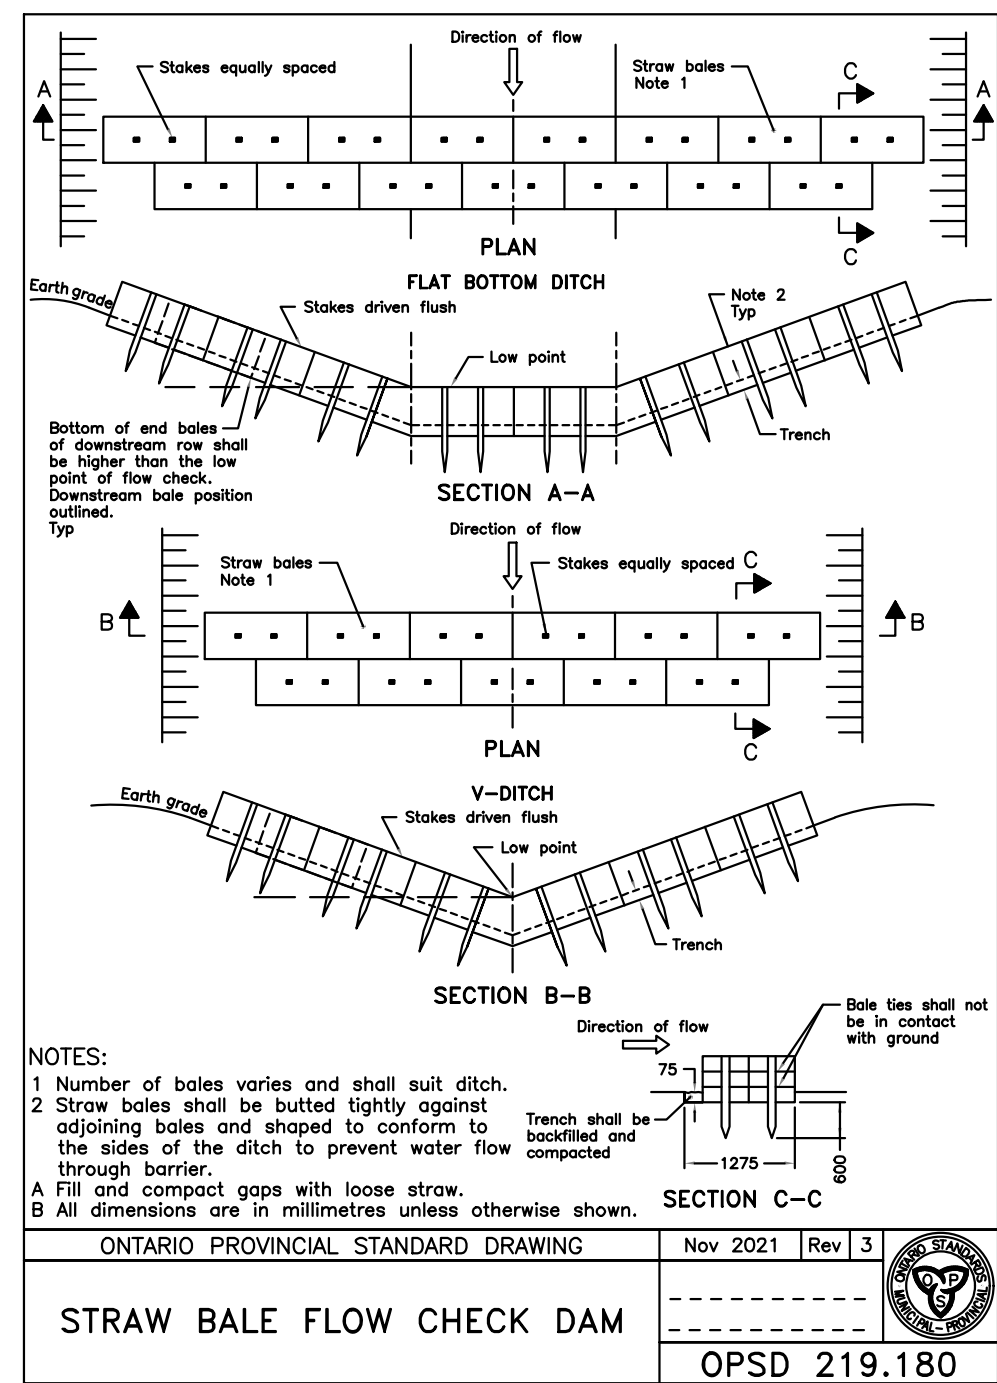 Direction of flow
Stakes equally spaced
Straw bales
Note 1
C
A
A
C
PLAN
FLAT BOTTOM DITCH
Earth grade
Stakes driven flush
Note 2
Typ
Low point
Bottom of end bales
of downstream row shall
be higher than the low
point of flow check.
Downstream bale position
outlined.
Typ
Trench
SECTION A-A
Direction of flow
Straw bales
Note 1
Stakes equally spaced
C
B
B
C
PLAN
V-DITCH
Earth grade
Stakes driven flush
Low point
Trench
SECTION B-B
Bale ties shall not
be in contact
with ground
Direction of flow
75
Trench shall be
backfilled and
compacted
1275
600
SECTION C-C
NOTES:
1 Number of bales varies and shall suit ditch.
2 Straw bales shall be butted tightly against
adjoining bales and shaped to conform to
the sides of the ditch to prevent water flow
through barrier.
A Fill and compact gaps with loose straw.
B All dimensions are in millimetres unless otherwise shown.
ONTARIO PROVINCIAL STANDARD DRAWING
Nov 2021 Rev 3
STRAW BALE FLOW CHECK DAM
OPSD 219.180
ONTARIO STANDARDS
MUNICIPAL-PROVINCIAL
O P
S